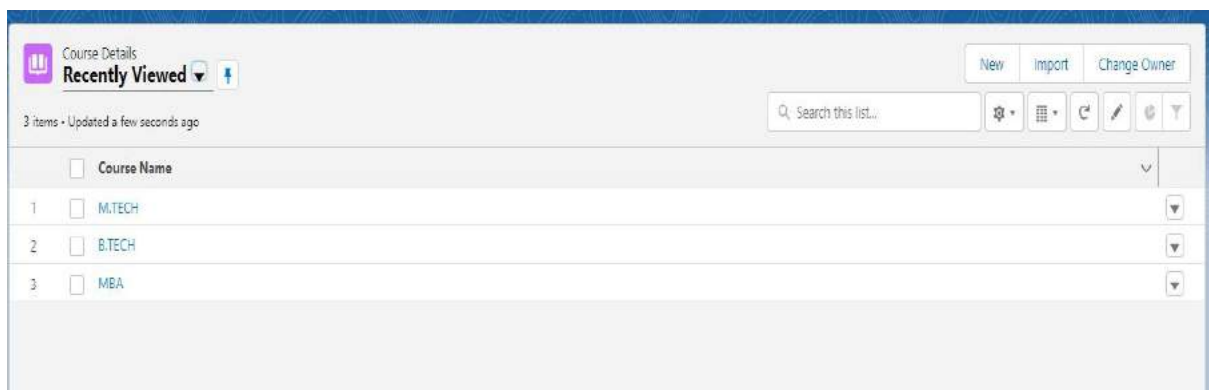 Course Details
Recently Viewed
New Import Change Owner
3 items • Updated a few seconds ago
Search this list...
Course Name
1 M.TECH
2 B.TECH
3 MBA